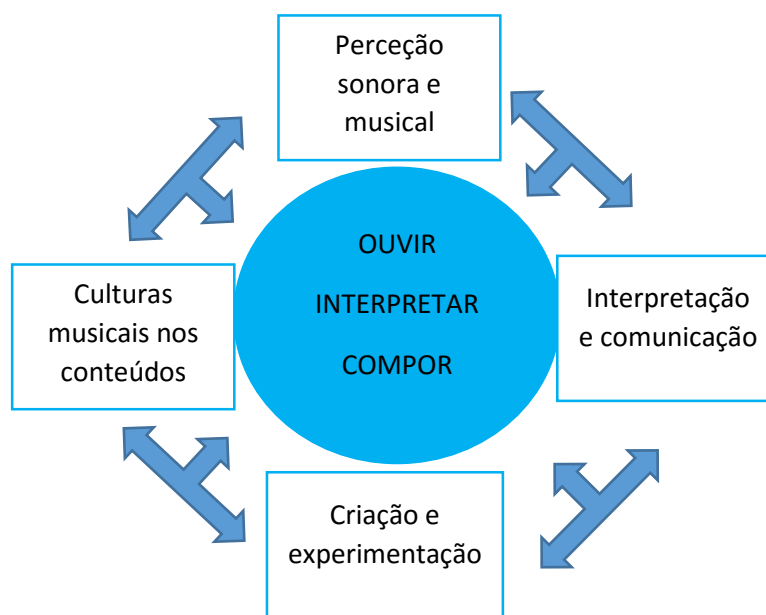 Perceção
sonora e
musical
OUVIR
INTERPRETAR
COMPOR
Culturas
musicais nos
conteúdos
Interpretação
e comunicação
Criação e
experimentação